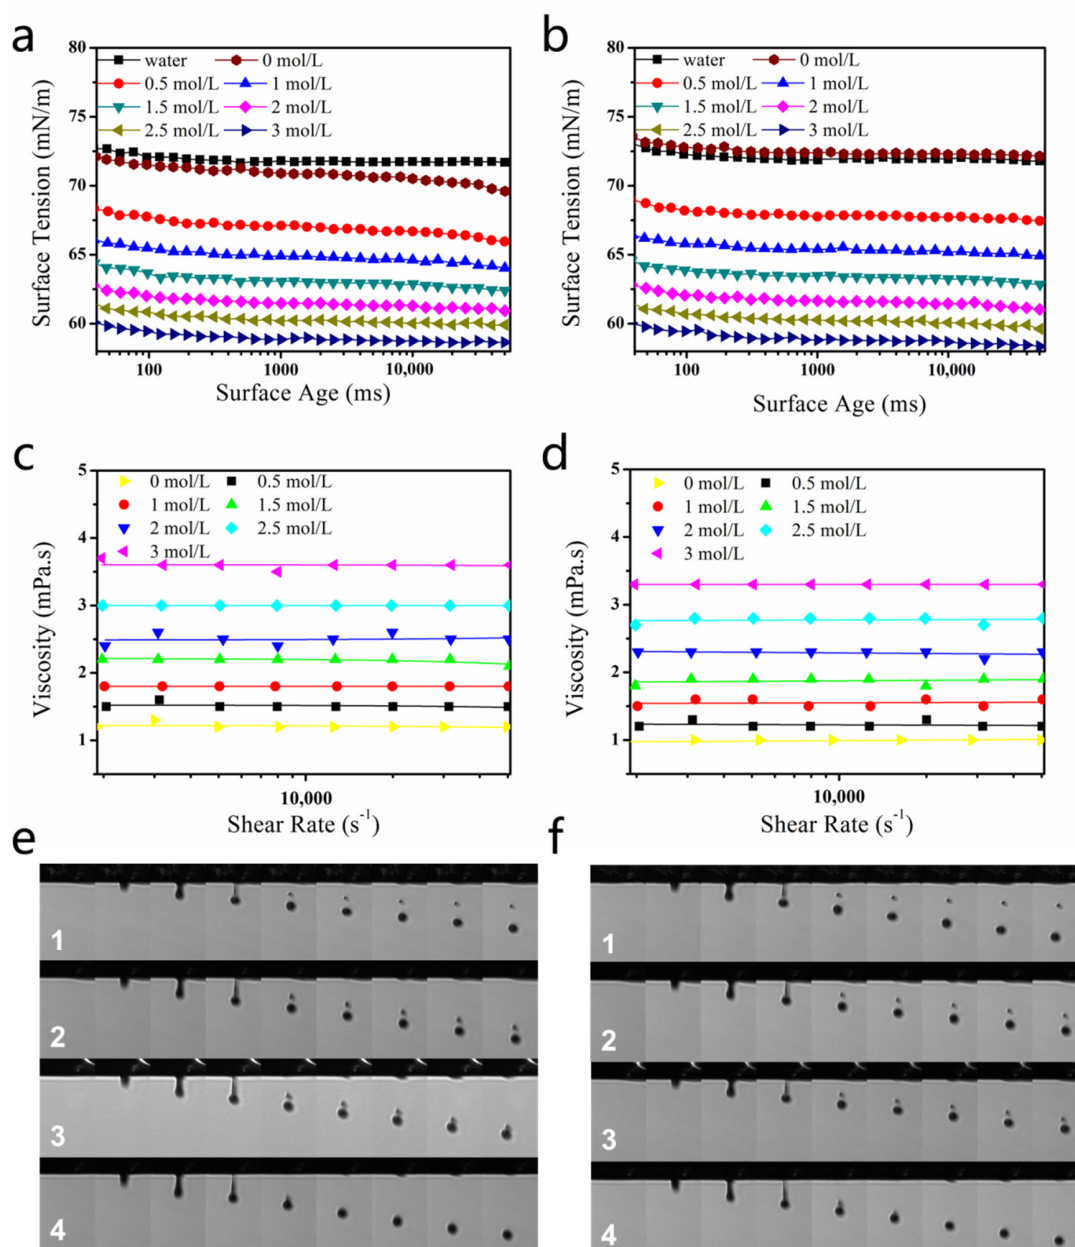 a
80
75
70
65
60
Surface Tension (mN/m)
water 0 mol/L
0.5 mol/L 1 mol/L
1.5 mol/L 2 mol/L
2.5 mol/L 3 mol/L
100 1000 10,000
Surface Age (ms)
b
80
75
70
65
60
Surface Tension (mN/m)
water 0 mol/L
0.5 mol/L 1 mol/L
1.5 mol/L 2 mol/L
2.5 mol/L 3 mol/L
100 1000 10,000
Surface Age (ms)
c
5
4
3
2
1
Viscosity (mPa.s)
0 mol/L 0.5 mol/L
1 mol/L 1.5 mol/L
2 mol/L 2.5 mol/L
3 mol/L
10,000
Shear Rate (s⁻¹)
d
5
4
3
2
1
Viscosity (mPa.s)
0 mol/L 0.5 mol/L
1 mol/L 1.5 mol/L
2 mol/L 2.5 mol/L
3 mol/L
10,000
Shear Rate (s⁻¹)
e
1
2
3
4
f
1
2
3
4